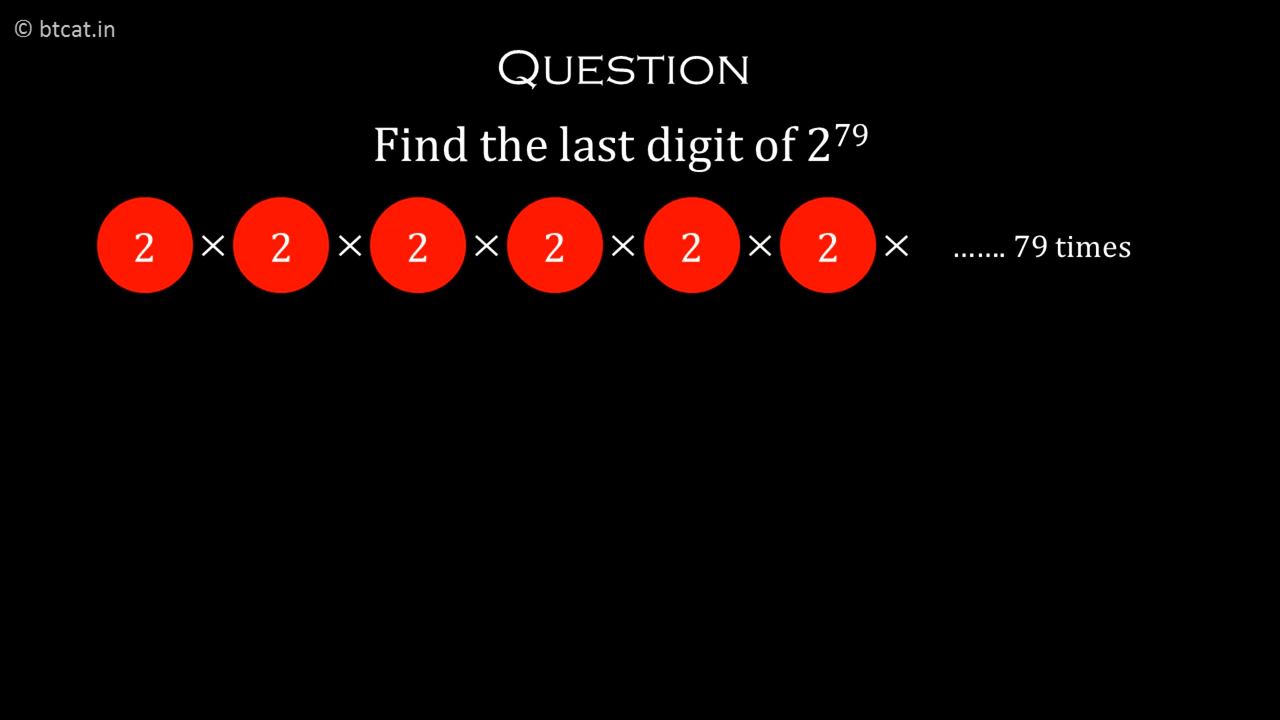 © btcat.in
QUESTION
Find the last digit of 2⁷⁹
2 × 2 × 2 × 2 × 2 × 2 × ....... 79 times